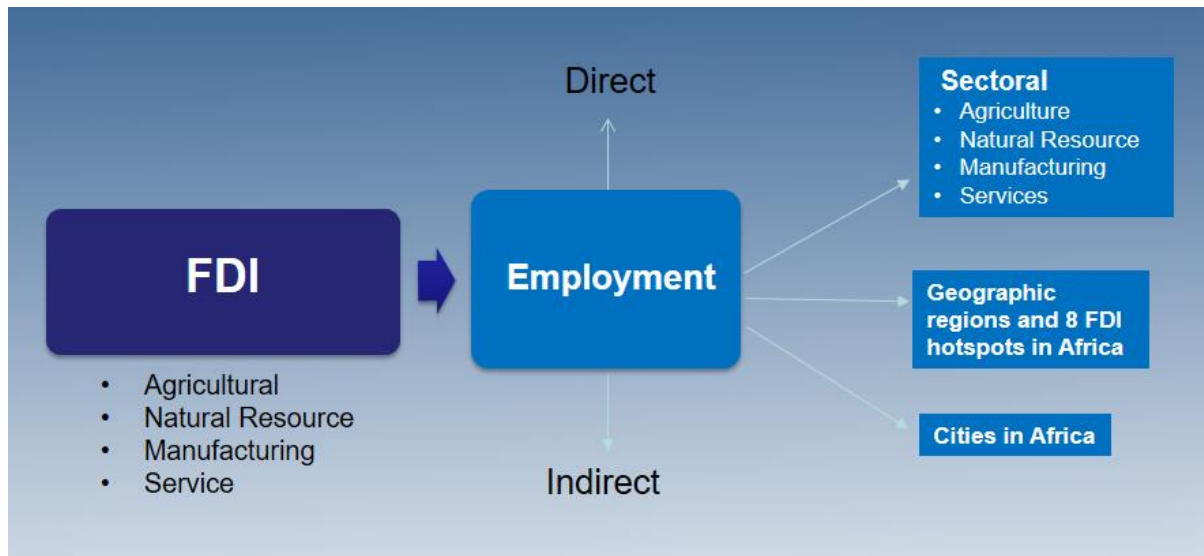 FDI
• Agricultural
• Natural Resource
• Manufacturing
• Service
Direct
Employment
Indirect
Sectoral
• Agriculture
• Natural Resource
• Manufacturing
• Services
Geographic
regions and 8 FDI
hotspots in Africa
Cities in Africa